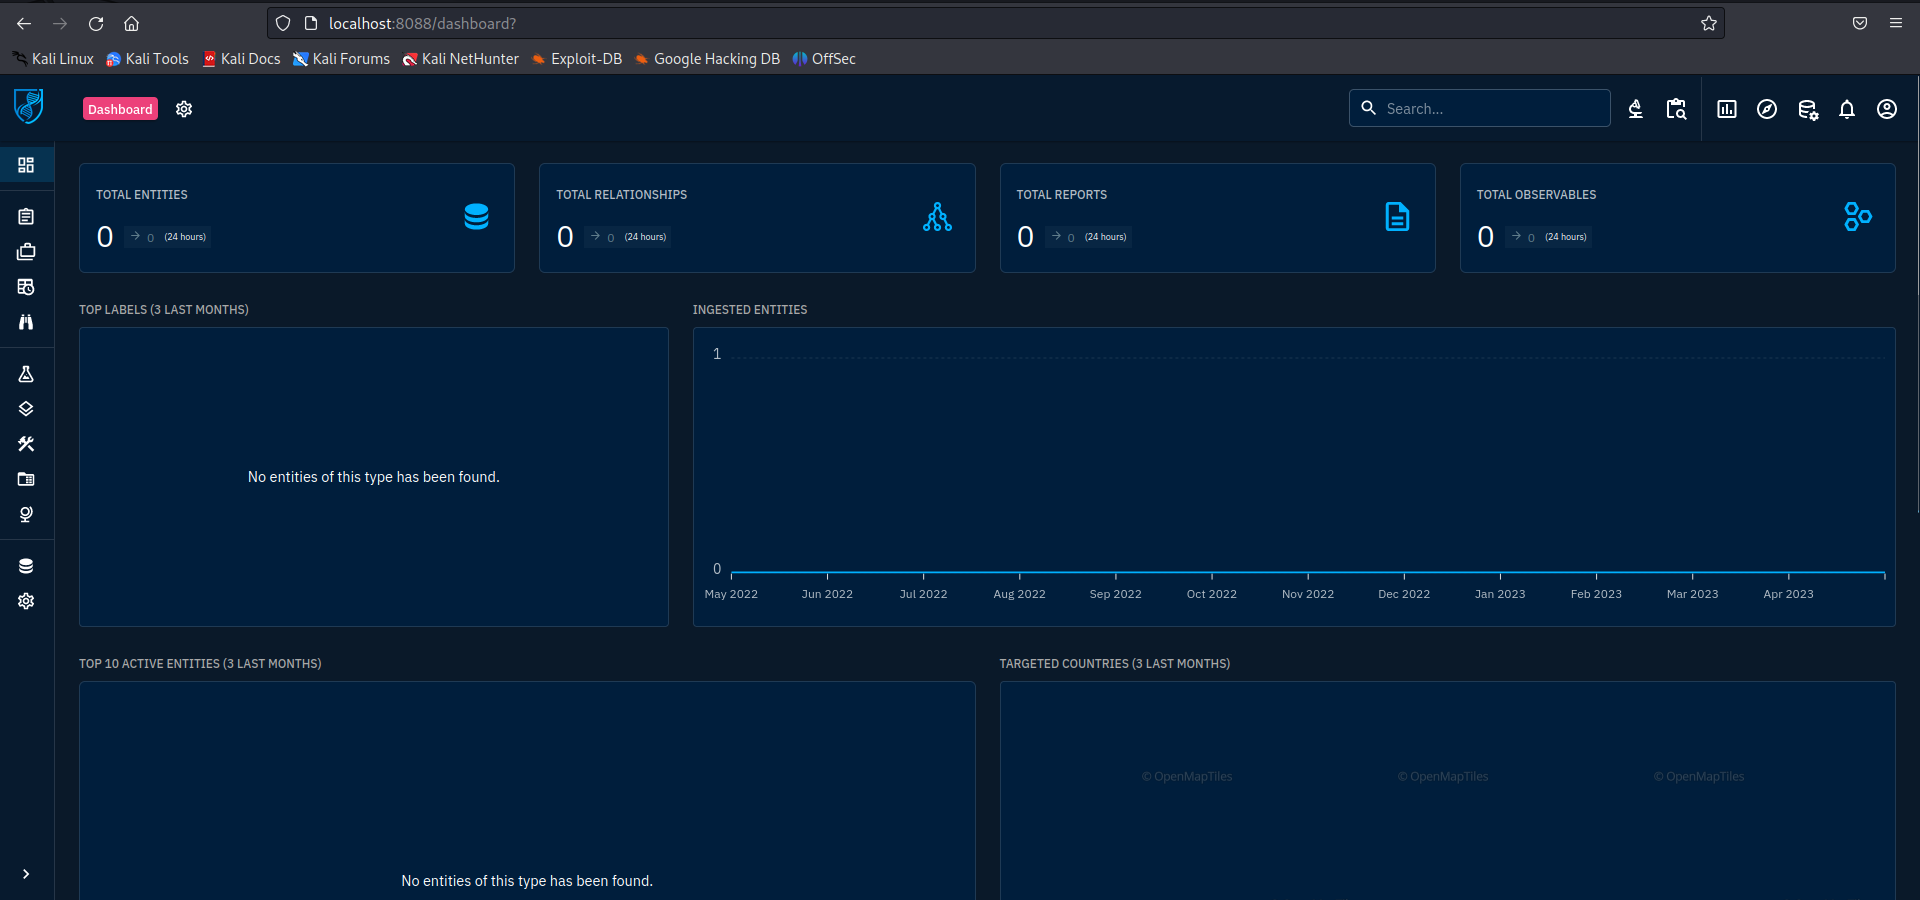 localhost:8088/dashboard?
Kali Linux Kali Tools Kali Docs Kali Forums Kali NetHunter Exploit-DB Google Hacking DB OffSec
Dashboard Search...
TOTAL ENTITIES
0 0 (24 hours)
TOTAL RELATIONSHIPS
0 0 (24 hours)
TOTAL REPORTS
0 0 (24 hours)
TOTAL OBSERVABLES
0 0 (24 hours)
TOP LABELS (3 LAST MONTHS)
No entities of this type has been found.
INGESTED ENTITIES
1
0
May 2022 Jun 2022 Jul 2022 Aug 2022 Sep 2022 Oct 2022 Nov 2022 Dec 2022 Jan 2023 Feb 2023 Mar 2023 Apr 2023
TOP 10 ACTIVE ENTITIES (3 LAST MONTHS)
No entities of this type has been found.
TARGETED COUNTRIES (3 LAST MONTHS)
© OpenMapTiles © OpenMapTiles © OpenMapTiles